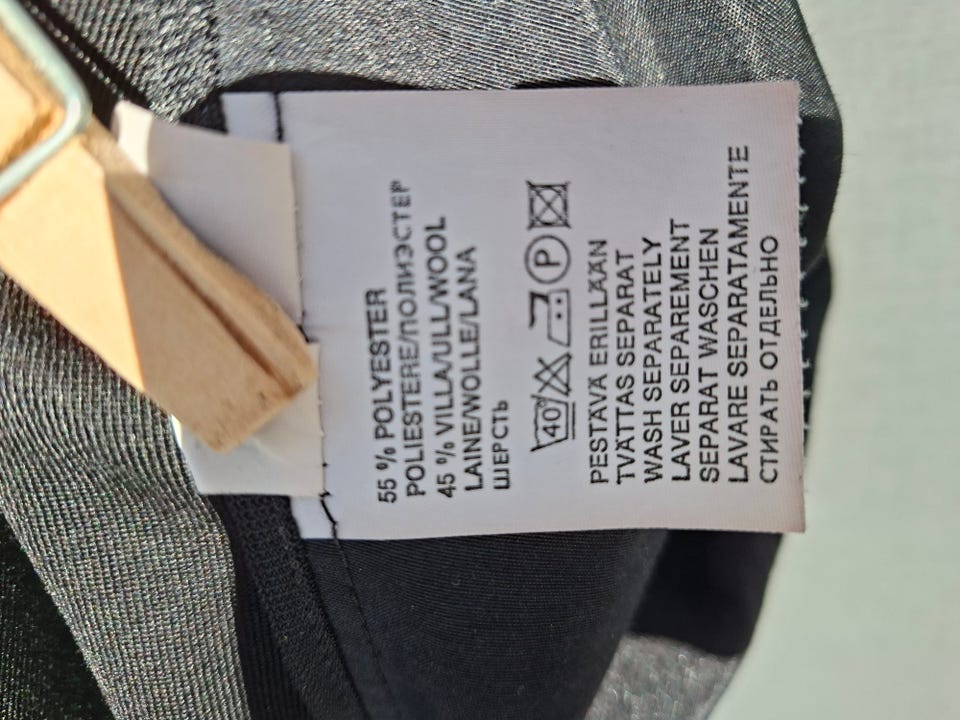 55 % POLYESTER
POLIESTERE/ПОЛИЭСТЕР
45 % VILLA/ULL/WOOL
LAINE/WOLLE/LANA
ШЕРСТЬ
40 P
PESTÄVÄ ERILLÄÄN
TVÄTTAS SEPARAT
WASH SEPARATELY
LAVER SEPAREMENT
SEPARAT WASCHEN
LAVARE SEPARATAMENTE
СТИРАТЬ ОТДЕЛЬНО